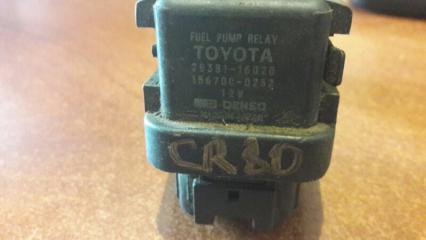 FUEL PUMP RELAY
TOYOTA
28381-16020
156700-0252
12V
DENSO
CR80